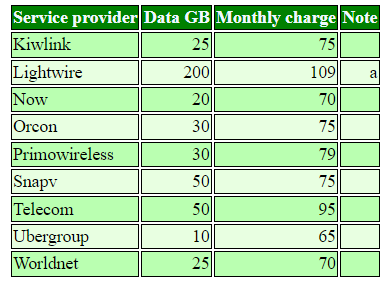 Service provider Data GB Monthly charge Note
Kiwlink 25 75
Lightwire 200 109 a
Now 20 70
Orcon 30 75
Primowireless 30 79
Snapv 50 75
Telecom 50 95
Ubergroup 10 65
Worldnet 25 70